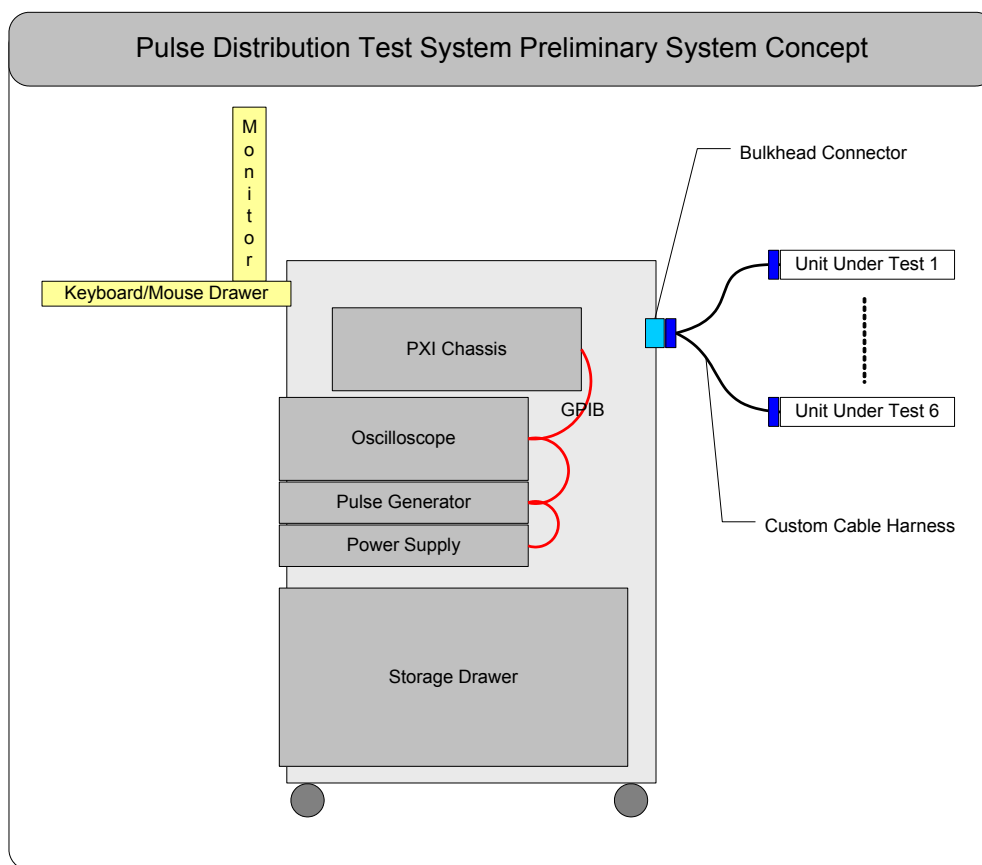 Pulse Distribution Test System Preliminary System Concept
Monitor
Bulkhead Connector
Unit Under Test 1
Keyboard/Mouse Drawer
PXI Chassis
GPIB
Unit Under Test 6
Oscilloscope
Pulse Generator
Custom Cable Harness
Power Supply
Storage Drawer